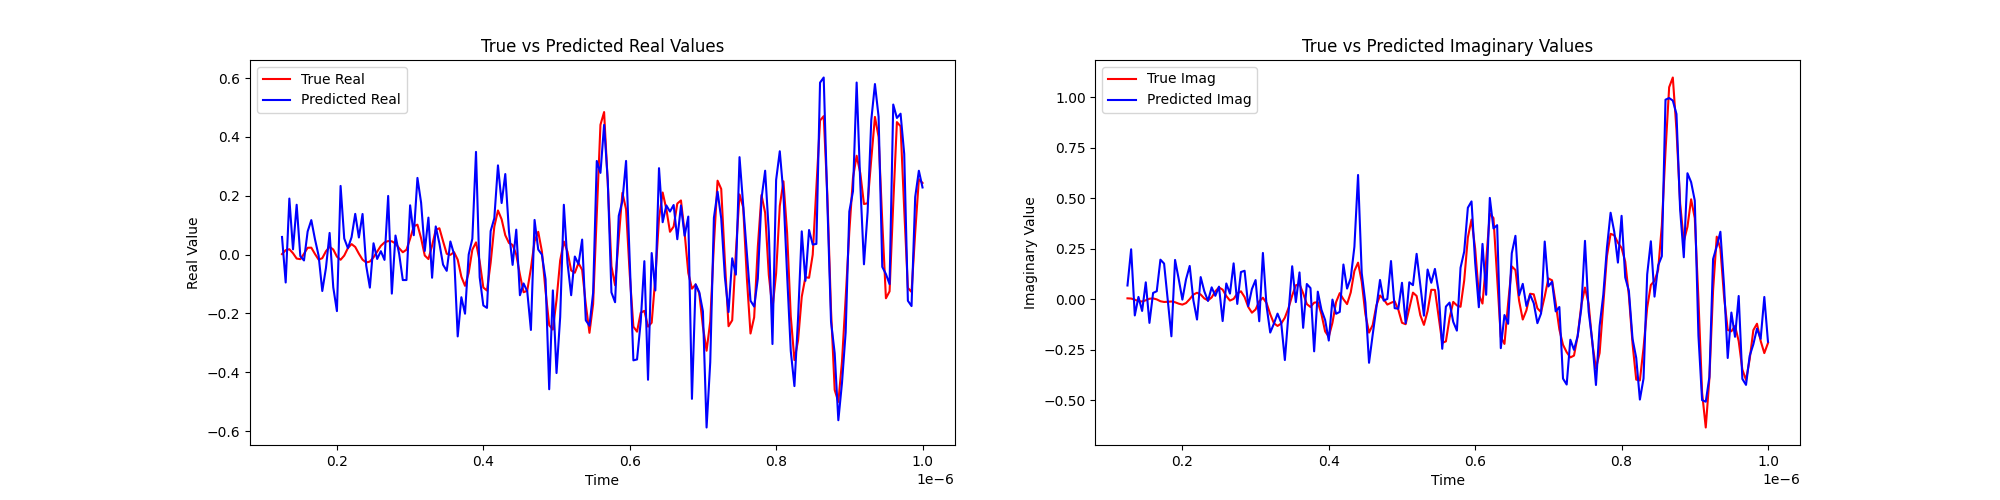 True vs Predicted Real Values
True Real
Predicted Real
Real Value
0.6
0.4
0.2
0.0
−0.2
−0.4
−0.6
0.2 0.4 0.6 0.8 1.0
1e−6
Time
True vs Predicted Imaginary Values
True Imag
Predicted Imag
Imaginary Value
1.00
0.75
0.50
0.25
0.00
−0.25
−0.50
0.2 0.4 0.6 0.8 1.0
1e−6
Time